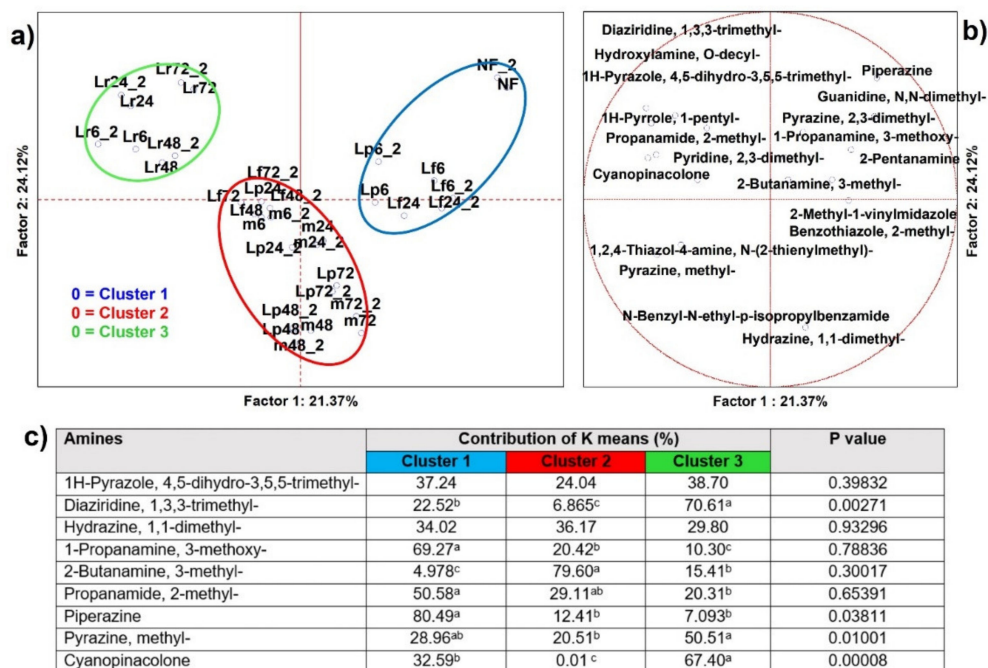 a)
Lr24_2
Lr72_2
Lr24
Lr72
Lr6_2
Lr6
Lr48_2
Lr48
NF_2
NF
Lp6_2
Lf6
Lp6
Lf6_2
Lf24
Lf24_2
Lf72_2
Lp24
Lf72
Lf48_2
Lf48
m6_2
m6
m24
Lp24_2
m24_2
Lp72
Lp72_2
m72_2
Lp48_2
m72
Lp48
m48
m48_2
0 = Cluster 1
0 = Cluster 2
0 = Cluster 3
Factor 2: 24.12%
Factor 1: 21.37%
b)
Diaziridine, 1,3,3-trimethyl-
Hydroxylamine, O-decyl-
1H-Pyrazole, 4,5-dihydro-3,5,5-trimethyl-
Piperazine
Guanidine, N,N-dimethyl-
1H-Pyrrole, 1-pentyl-
Pyrazine, 2,3-dimethyl-
Propanamide, 2-methyl-
1-Propanamine, 3-methoxy-
Pyridine, 2,3-dimethyl-
2-Pentanamine
Cyanopinacolone
2-Butanamine, 3-methyl-
2-Methyl-1-vinylmidazole
Benzothiazole, 2-methyl-
1,2,4-Thiazol-4-amine, N-(2-thienylmethyl)-
Pyrazine, methyl-
N-Benzyl-N-ethyl-p-isopropylbenzamide
Hydrazine, 1,1-dimethyl-
Factor 2: 24.12%
Factor 1 : 21.37%
c)
Amines Contribution of K means (%) P value
Cluster 1 Cluster 2 Cluster 3
1H-Pyrazole, 4,5-dihydro-3,5,5-trimethyl- 37.24 24.04 38.70 0.39832
Diaziridine, 1,3,3-trimethyl- 22.52ᵇ 6.865ᶜ 70.61ᵃ 0.00271
Hydrazine, 1,1-dimethyl- 34.02 36.17 29.80 0.93296
1-Propanamine, 3-methoxy- 69.27ᵃ 20.42ᵇ 10.30ᶜ 0.78836
2-Butanamine, 3-methyl- 4.978ᶜ 79.60ᵃ 15.41ᵇ 0.30017
Propanamide, 2-methyl- 50.58ᵃ 29.11ᵃᵇ 20.31ᵇ 0.65391
Piperazine 80.49ᵃ 12.41ᵇ 7.093ᵇ 0.03811
Pyrazine, methyl- 28.96ᵃᵇ 20.51ᵇ 50.51ᵃ 0.01001
Cyanopinacolone 32.59ᵇ 0.01 ᶜ 67.40ᵃ 0.00008